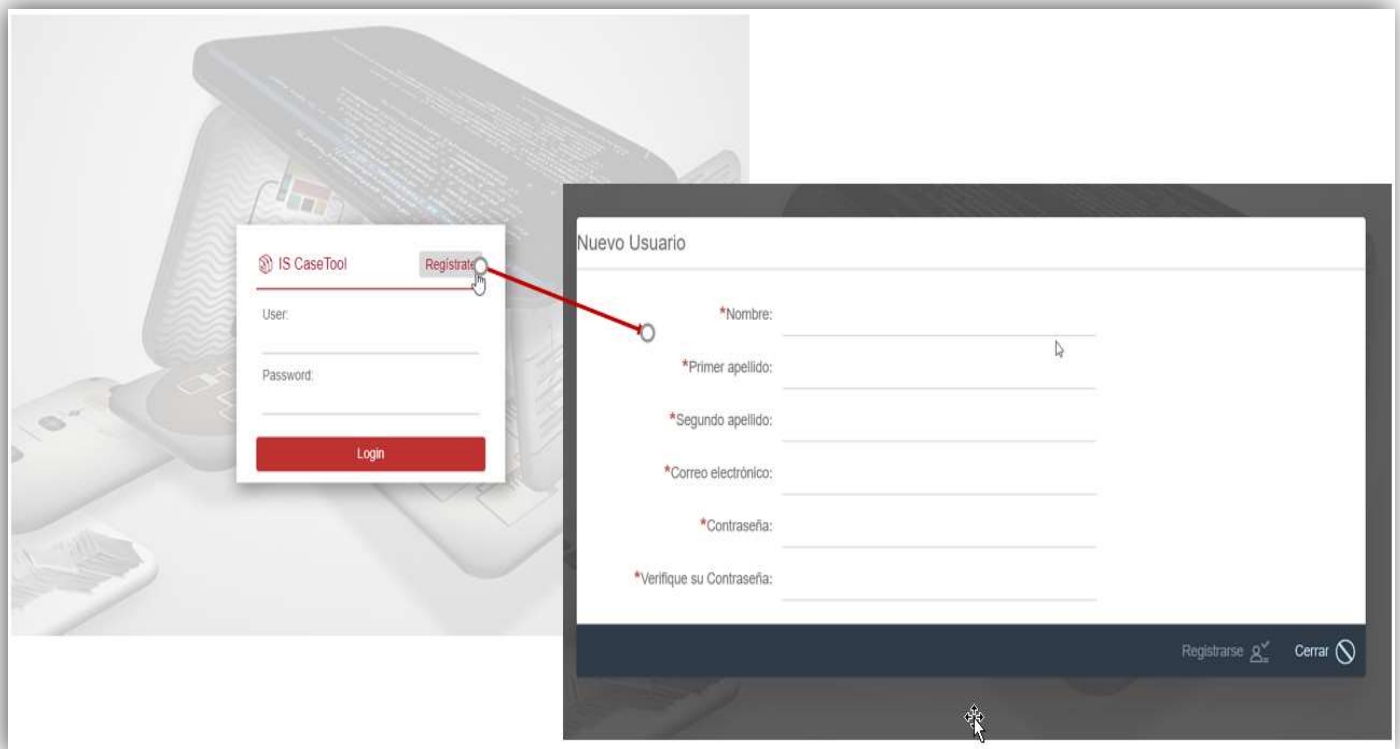 IS CaseTool
Regístrate
User:
Password:
Login
Nuevo Usuario
*Nombre:
*Primer apellido:
*Segundo apellido:
*Correo electrónico:
*Contraseña:
*Verifique su Contraseña:
Registrarse
Cerrar